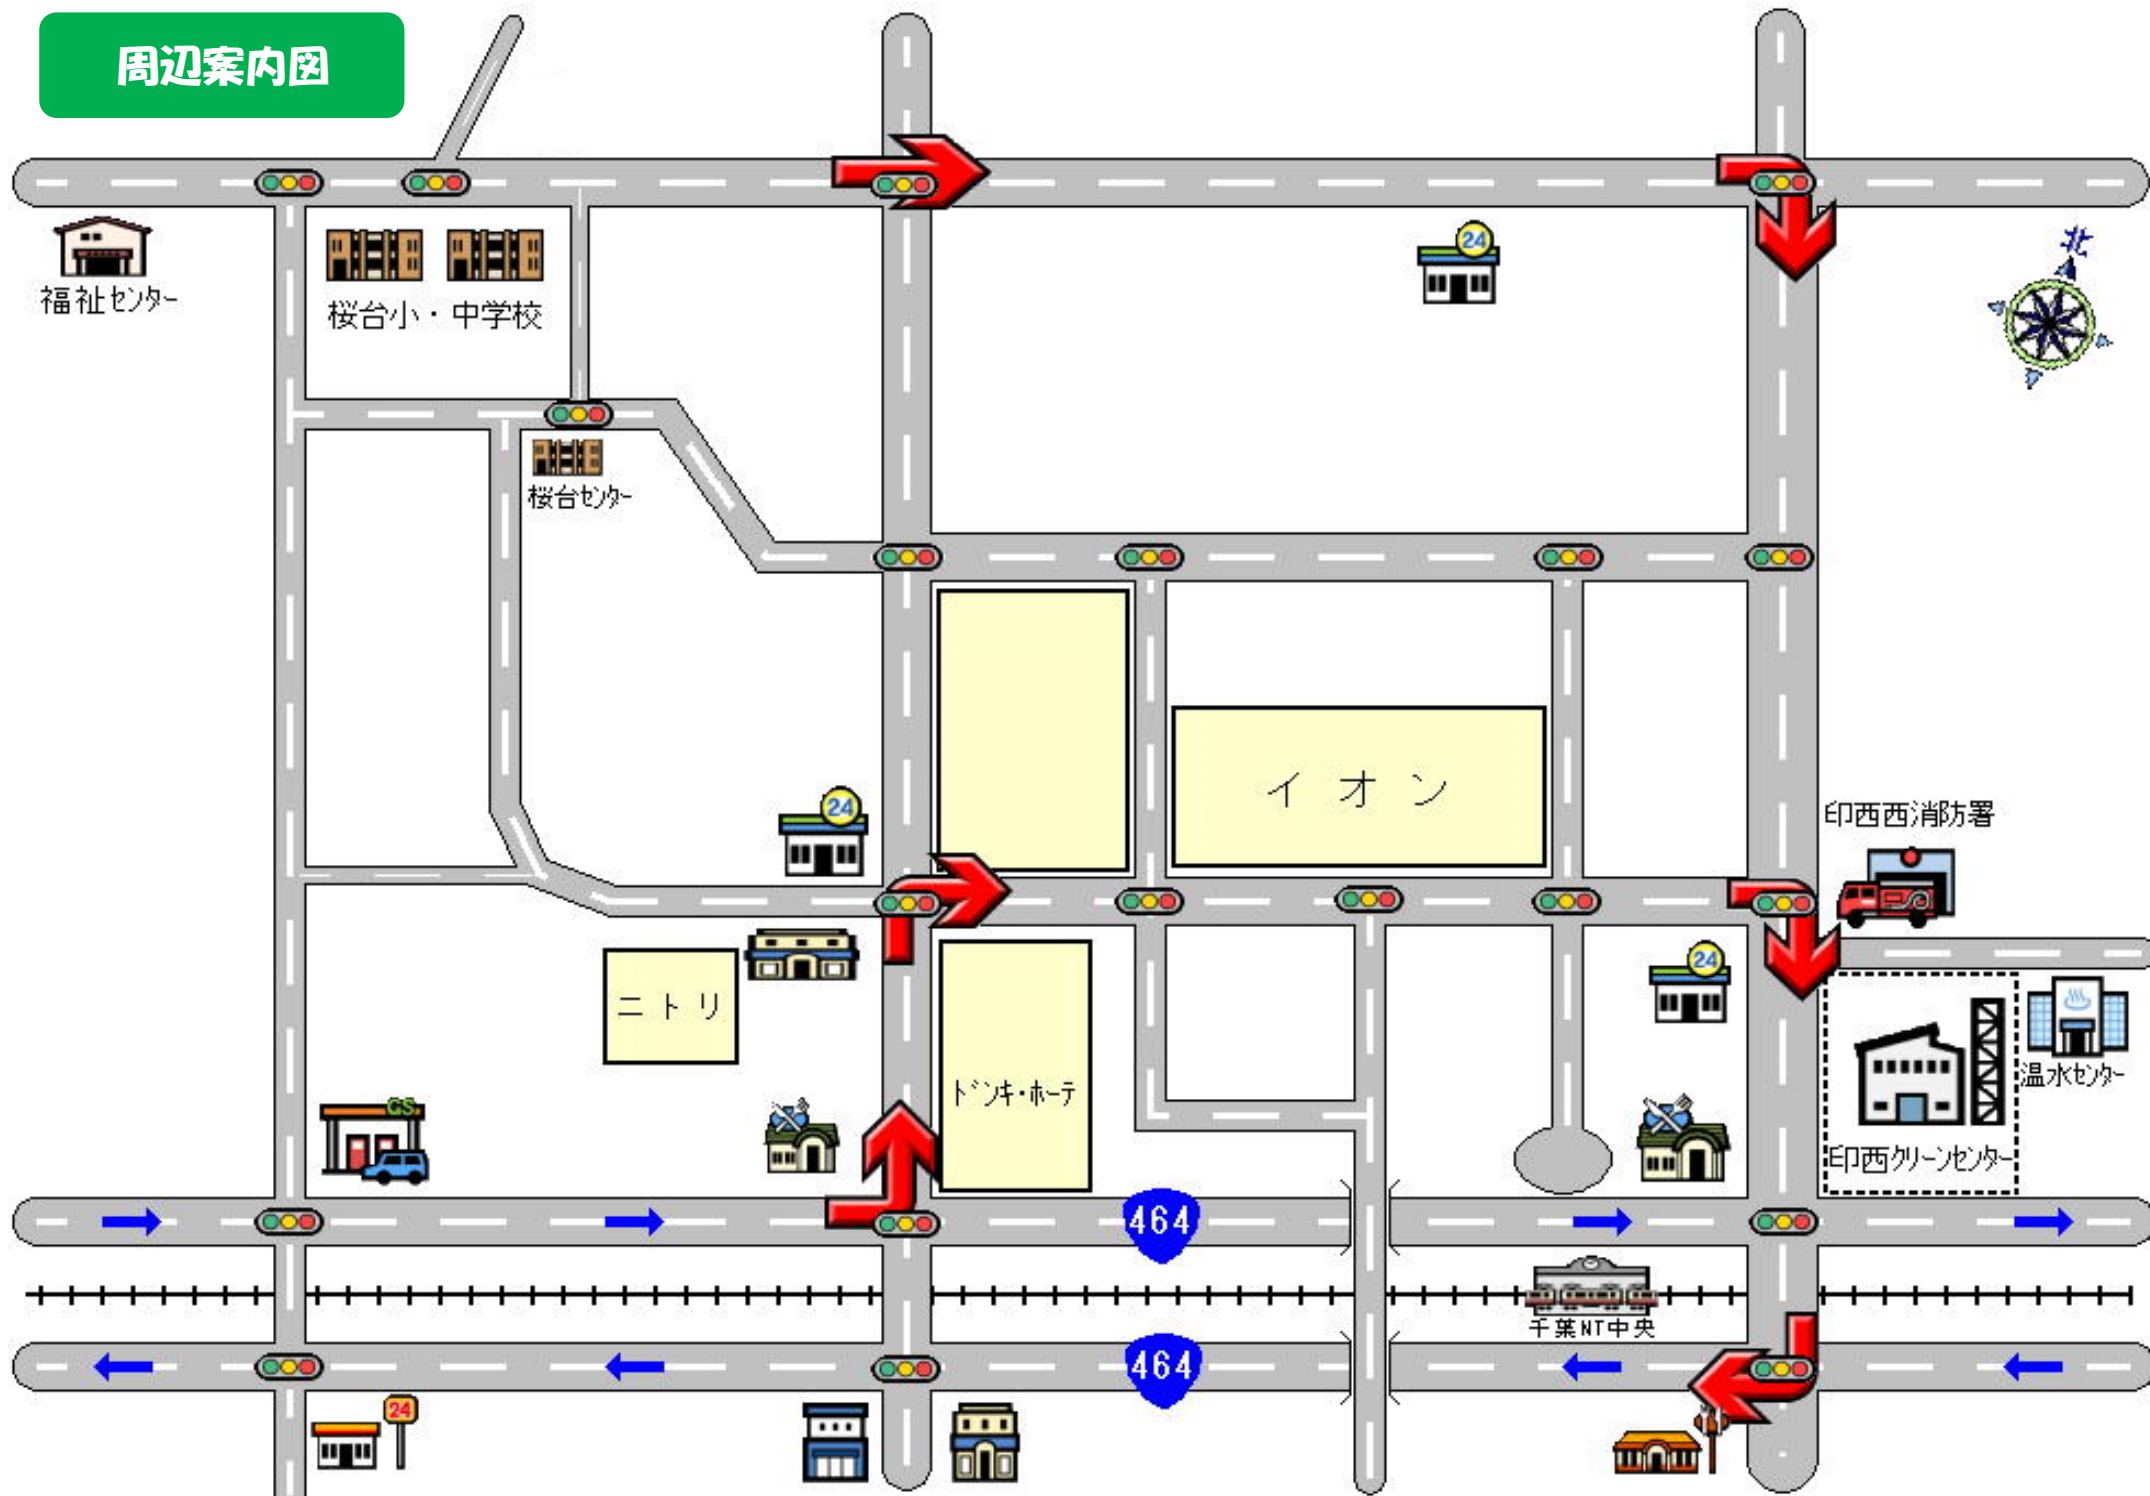 周辺案内図
北
24
福祉センター
桜台小・中学校
桜台センター
24
イオン
印西西消防署
24
ニトリ
ドンキ・ホーテ
温水センター
GS
印西クリーンセンター
464
千葉NT中央
464
24